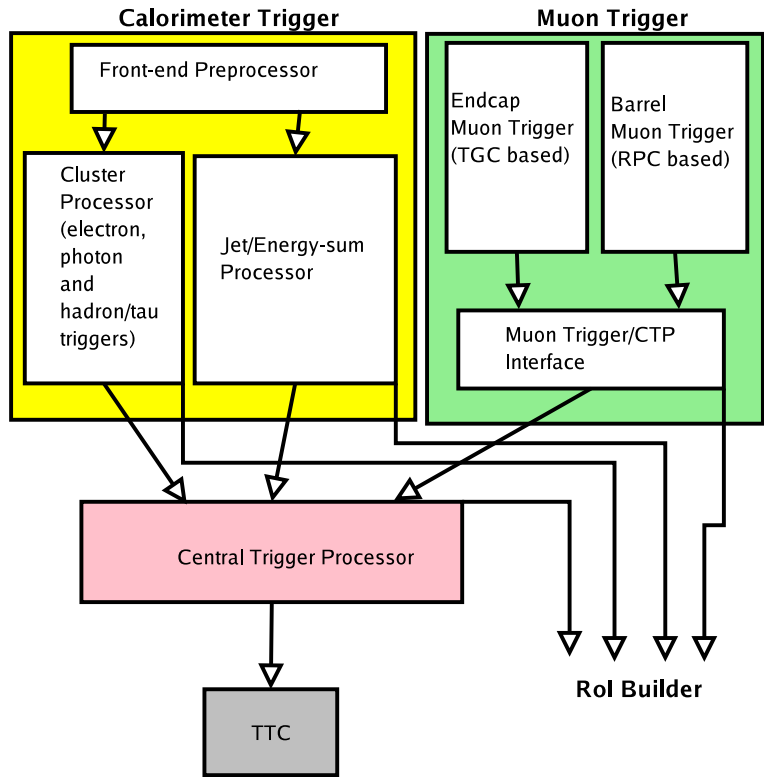 Calorimeter Trigger
Muon Trigger
Front-end Preprocessor
Endcap
Muon Trigger
(TGC based)
Barrel
Muon Trigger
(RPC based)
Cluster
Processor
(electron,
photon
and
hadron/tau
triggers)
Jet/Energy-sum
Processor
Muon Trigger/CTP
Interface
Central Trigger Processor
RoI Builder
TTC